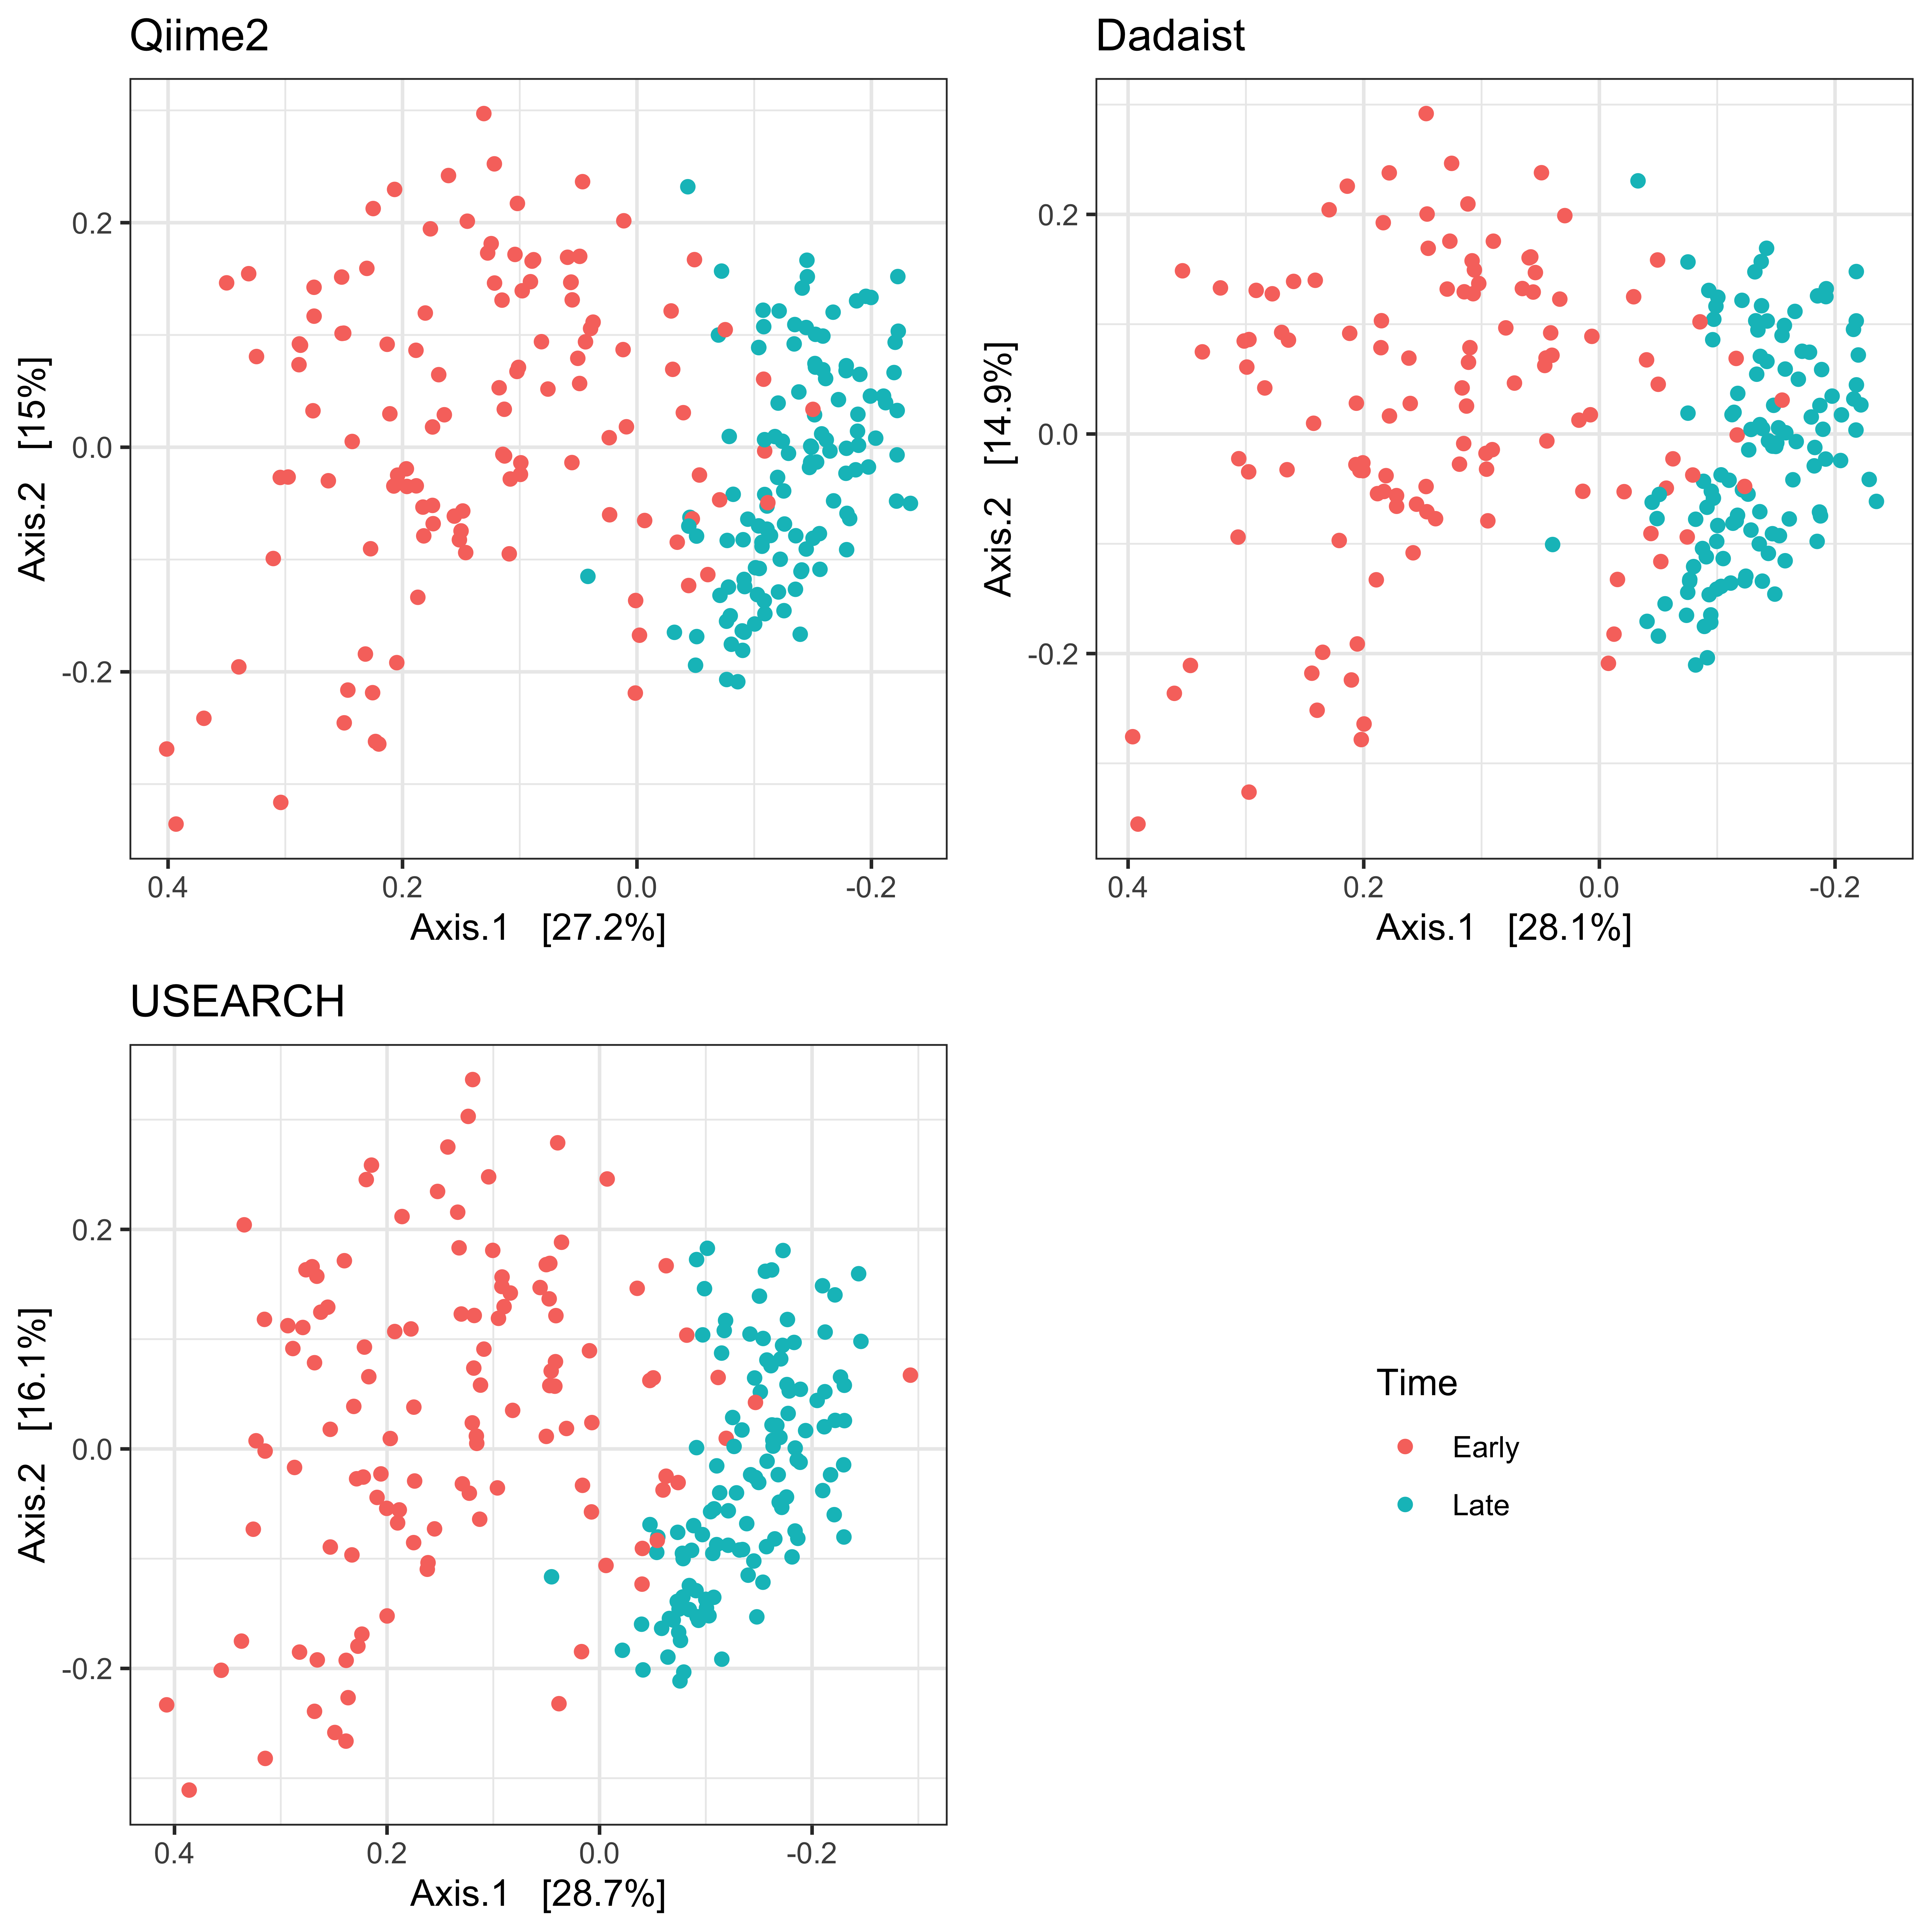 Qiime2
0.2
0.0
-0.2
Axis.2 [15%]
0.4 0.2 0.0 -0.2
Axis.1 [27.2%]
Dadaist
0.2
0.0
-0.2
Axis.2 [14.9%]
0.4 0.2 0.0 -0.2
Axis.1 [28.1%]
USEARCH
0.2
0.0
-0.2
Axis.2 [16.1%]
0.4 0.2 0.0 -0.2
Axis.1 [28.7%]
Time
Early
Late